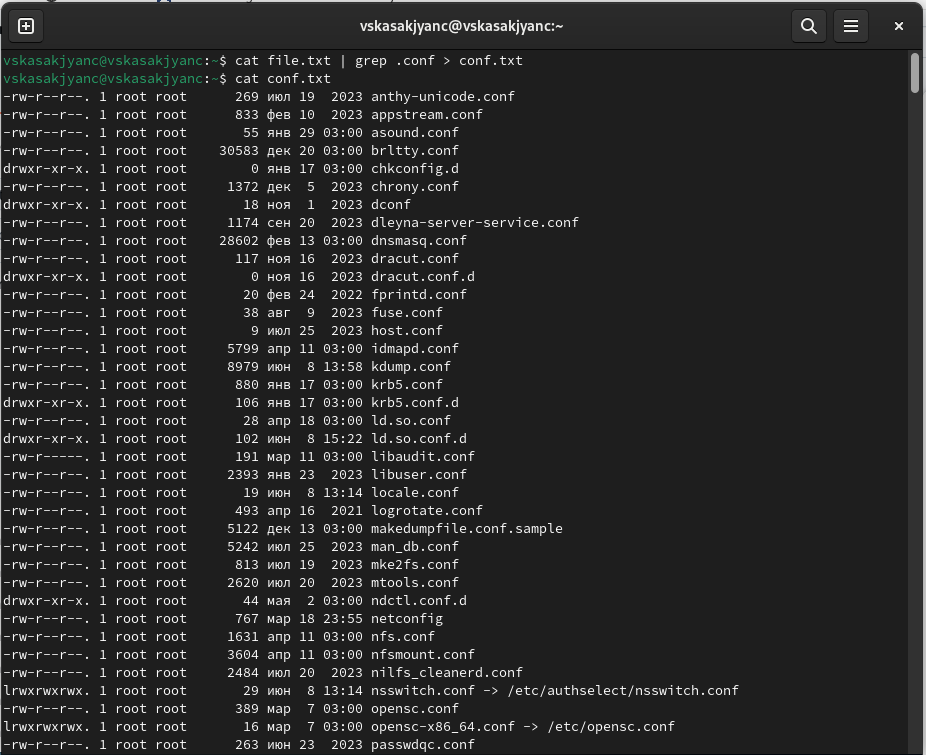 vskasakjyanc@vskasakjyanc:~
vskasakjyanc@vskasakjyanc:~$ cat file.txt | grep .conf > conf.txt
vskasakjyanc@vskasakjyanc:~$ cat conf.txt
-rw-r--r--. 1 root root     269 июл 19  2023 anthy-unicode.conf
-rw-r--r--. 1 root root     833 фев 10  2023 appstream.conf
-rw-r--r--. 1 root root      55 янв 29 03:00 asound.conf
-rw-r--r--. 1 root root   30583 дек 20 03:00 brltty.conf
drwxr-xr-x. 1 root root       0 янв 17 03:00 chkconfig.d
-rw-r--r--. 1 root root    1372 дек  5  2023 chrony.conf
drwxr-xr-x. 1 root root      18 ноя  1  2023 dconf
-rw-r--r--. 1 root root    1174 сен 20  2023 dleyna-server-service.conf
-rw-r--r--. 1 root root   28602 фев 13 03:00 dnsmasq.conf
-rw-r--r--. 1 root root     117 ноя 16  2023 dracut.conf
drwxr-xr-x. 1 root root       0 ноя 16  2023 dracut.conf.d
-rw-r--r--. 1 root root      20 фев 24  2022 fprintd.conf
-rw-r--r--. 1 root root      38 авг  9  2023 fuse.conf
-rw-r--r--. 1 root root       9 июл 25  2023 host.conf
-rw-r--r--. 1 root root    5799 апр 11 03:00 idmapd.conf
-rw-r--r--. 1 root root    8979 июн  8 13:58 kdump.conf
-rw-r--r--. 1 root root     880 янв 17 03:00 krb5.conf
drwxr-xr-x. 1 root root     106 янв 17 03:00 krb5.conf.d
-rw-r--r--. 1 root root      28 апр 18 03:00 ld.so.conf
drwxr-xr-x. 1 root root     102 июн  8 15:22 ld.so.conf.d
-rw-r-----. 1 root root     191 мар 11 03:00 libaudit.conf
-rw-r--r--. 1 root root    2393 янв 23  2023 libuser.conf
-rw-r--r--. 1 root root      19 июн  8 13:14 locale.conf
-rw-r--r--. 1 root root     493 апр 16  2021 logrotate.conf
-rw-r--r--. 1 root root    5122 дек 13 03:00 makedumpfile.conf.sample
-rw-r--r--. 1 root root    5242 июл 25  2023 man_db.conf
-rw-r--r--. 1 root root     813 июл 19  2023 mke2fs.conf
-rw-r--r--. 1 root root    2620 июл 20  2023 mtools.conf
drwxr-xr-x. 1 root root      44 мая  2 03:00 ndctl.conf.d
-rw-r--r--. 1 root root     767 мар 18 23:55 netconfig
-rw-r--r--. 1 root root    1631 апр 11 03:00 nfs.conf
-rw-r--r--. 1 root root    3604 апр 11 03:00 nfsmount.conf
-rw-r--r--. 1 root root    2484 июл 20  2023 nilfs_cleanerd.conf
lrwxrwxrwx. 1 root root      29 июн  8 13:14 nsswitch.conf -> /etc/authselect/nsswitch.conf
-rw-r--r--. 1 root root     389 мар  7 03:00 opensc.conf
lrwxrwxrwx. 1 root root      16 мар  7 03:00 opensc-x86_64.conf -> /etc/opensc.conf
-rw-r--r--. 1 root root     263 июн 23  2023 passwdqc.conf